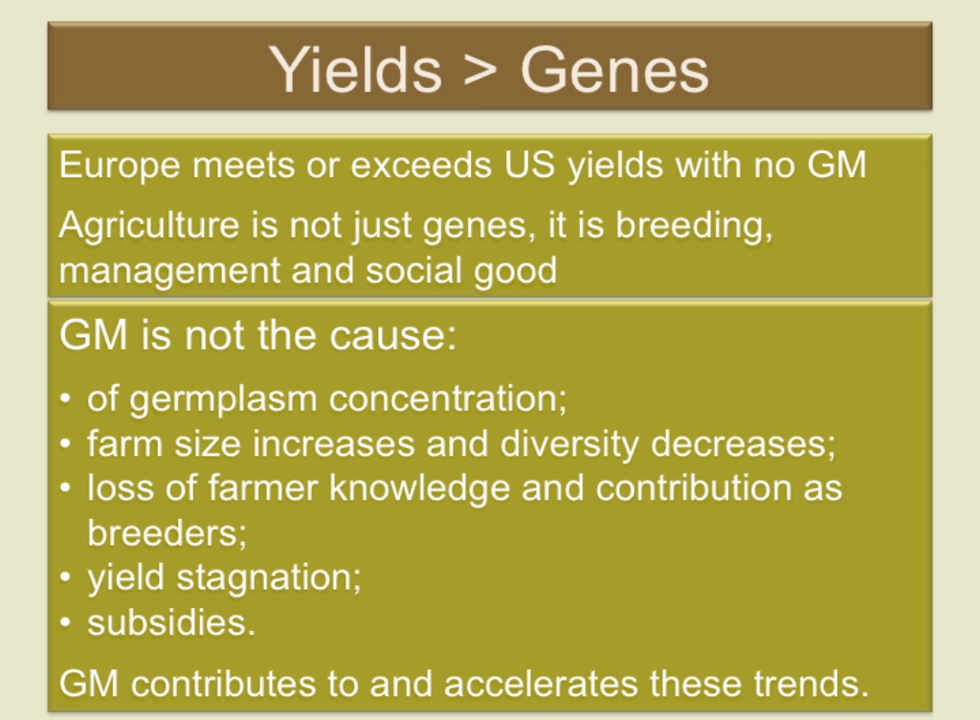 Yields > Genes
Europe meets or exceeds US yields with no GM
Agriculture is not just genes, it is breeding,
management and social good
GM is not the cause:
• of germplasm concentration;
• farm size increases and diversity decreases;
• loss of farmer knowledge and contribution as
breeders;
• yield stagnation;
• subsidies.
GM contributes to and accelerates these trends.